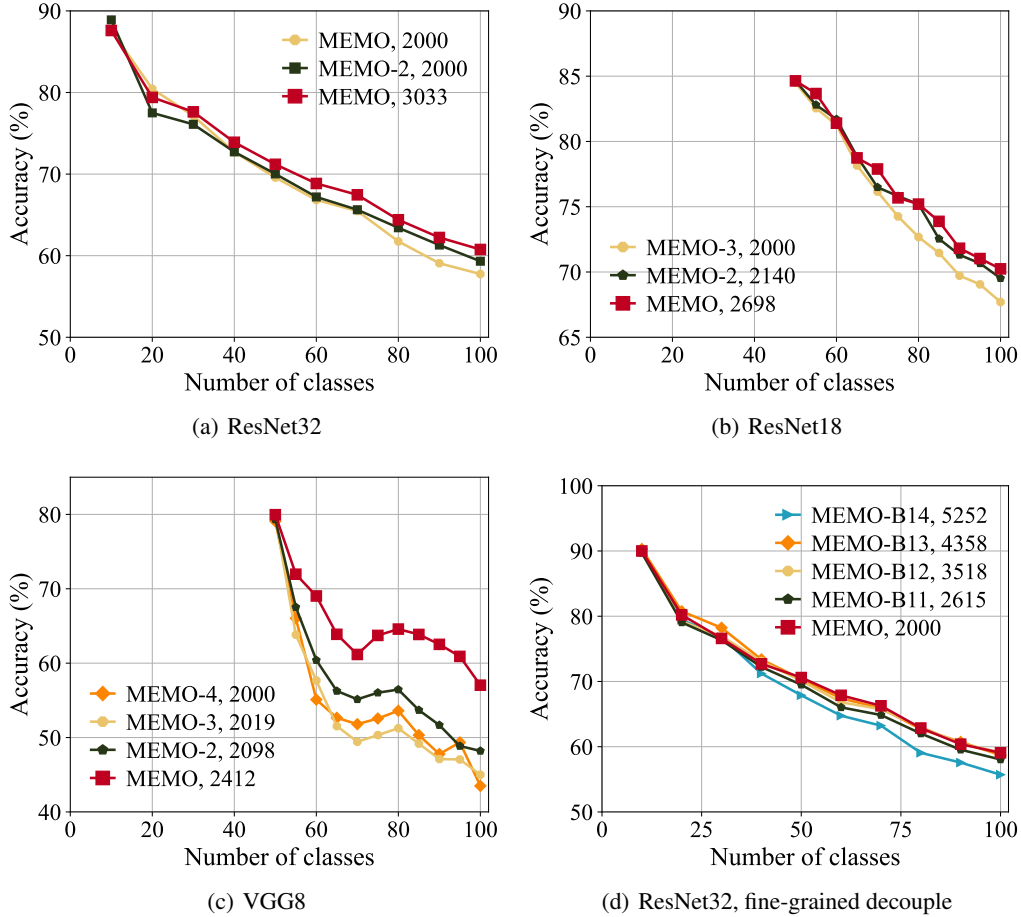 90
80
70
60
50
0
20
40
60
80
100
Accuracy (%)
Number of classes
MEMO, 2000
MEMO-2, 2000
MEMO, 3033
(a) ResNet32
90
85
80
75
70
65
0
20
40
60
80
100
Accuracy (%)
Number of classes
MEMO-3, 2000
MEMO-2, 2140
MEMO, 2698
(b) ResNet18
80
70
60
50
40
0
20
40
60
80
100
Accuracy (%)
Number of classes
MEMO-4, 2000
MEMO-3, 2019
MEMO-2, 2098
MEMO, 2412
(c) VGG8
100
90
80
70
60
50
0
25
50
75
100
Accuracy (%)
Number of classes
MEMO-B14, 5252
MEMO-B13, 4358
MEMO-B12, 3518
MEMO-B11, 2615
MEMO, 2000
(d) ResNet32, fine-grained decouple